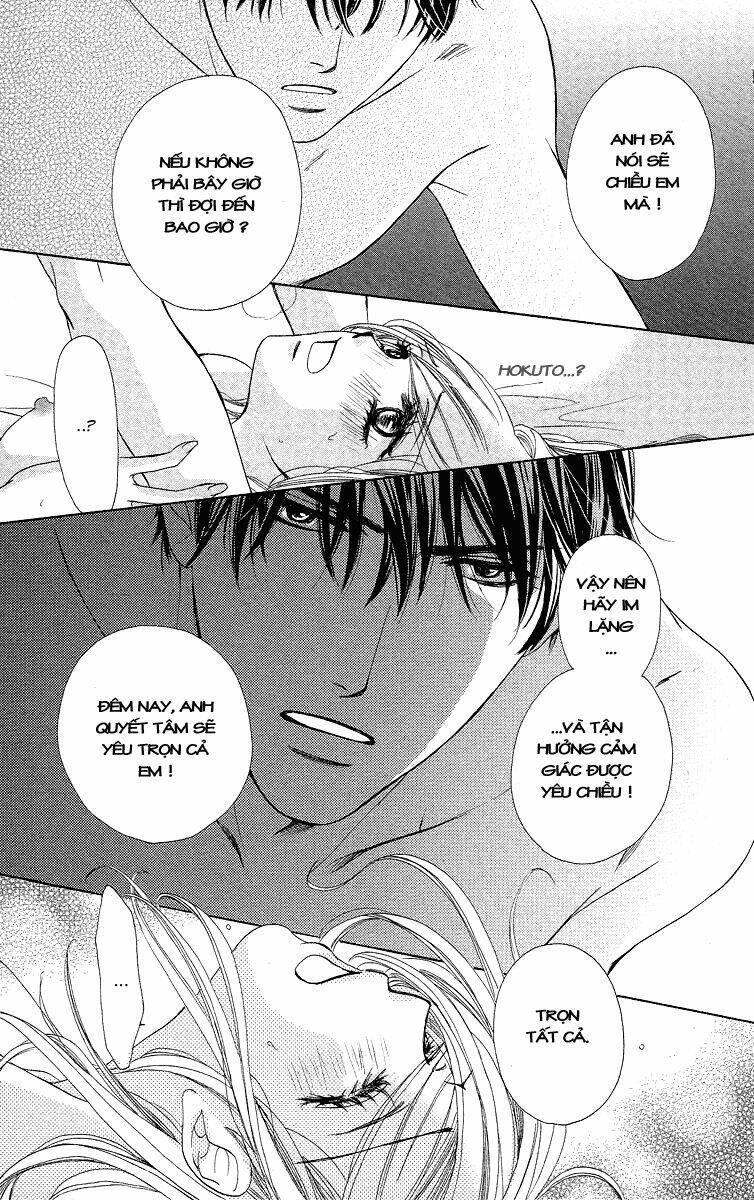 ANH ĐÃ
NÓI SẼ
CHIỀU EM
MÀ !
NẾU KHÔNG
PHẢI BÂY GIỜ
THÌ ĐỢI ĐẾN
BAO GIỜ ?
HOKUTO...?
..?
VẬY NÊN
HÃY IM
LẶNG
...
...VÀ TẬN
HƯỞNG CẢM
GIÁC ĐƯỢC
YÊU CHIỀU !
ĐÊM NAY, ANH
QUYẾT TÂM SẼ
YÊU TRỌN CẢ
EM !
TRỌN
TẤT CẢ.
...